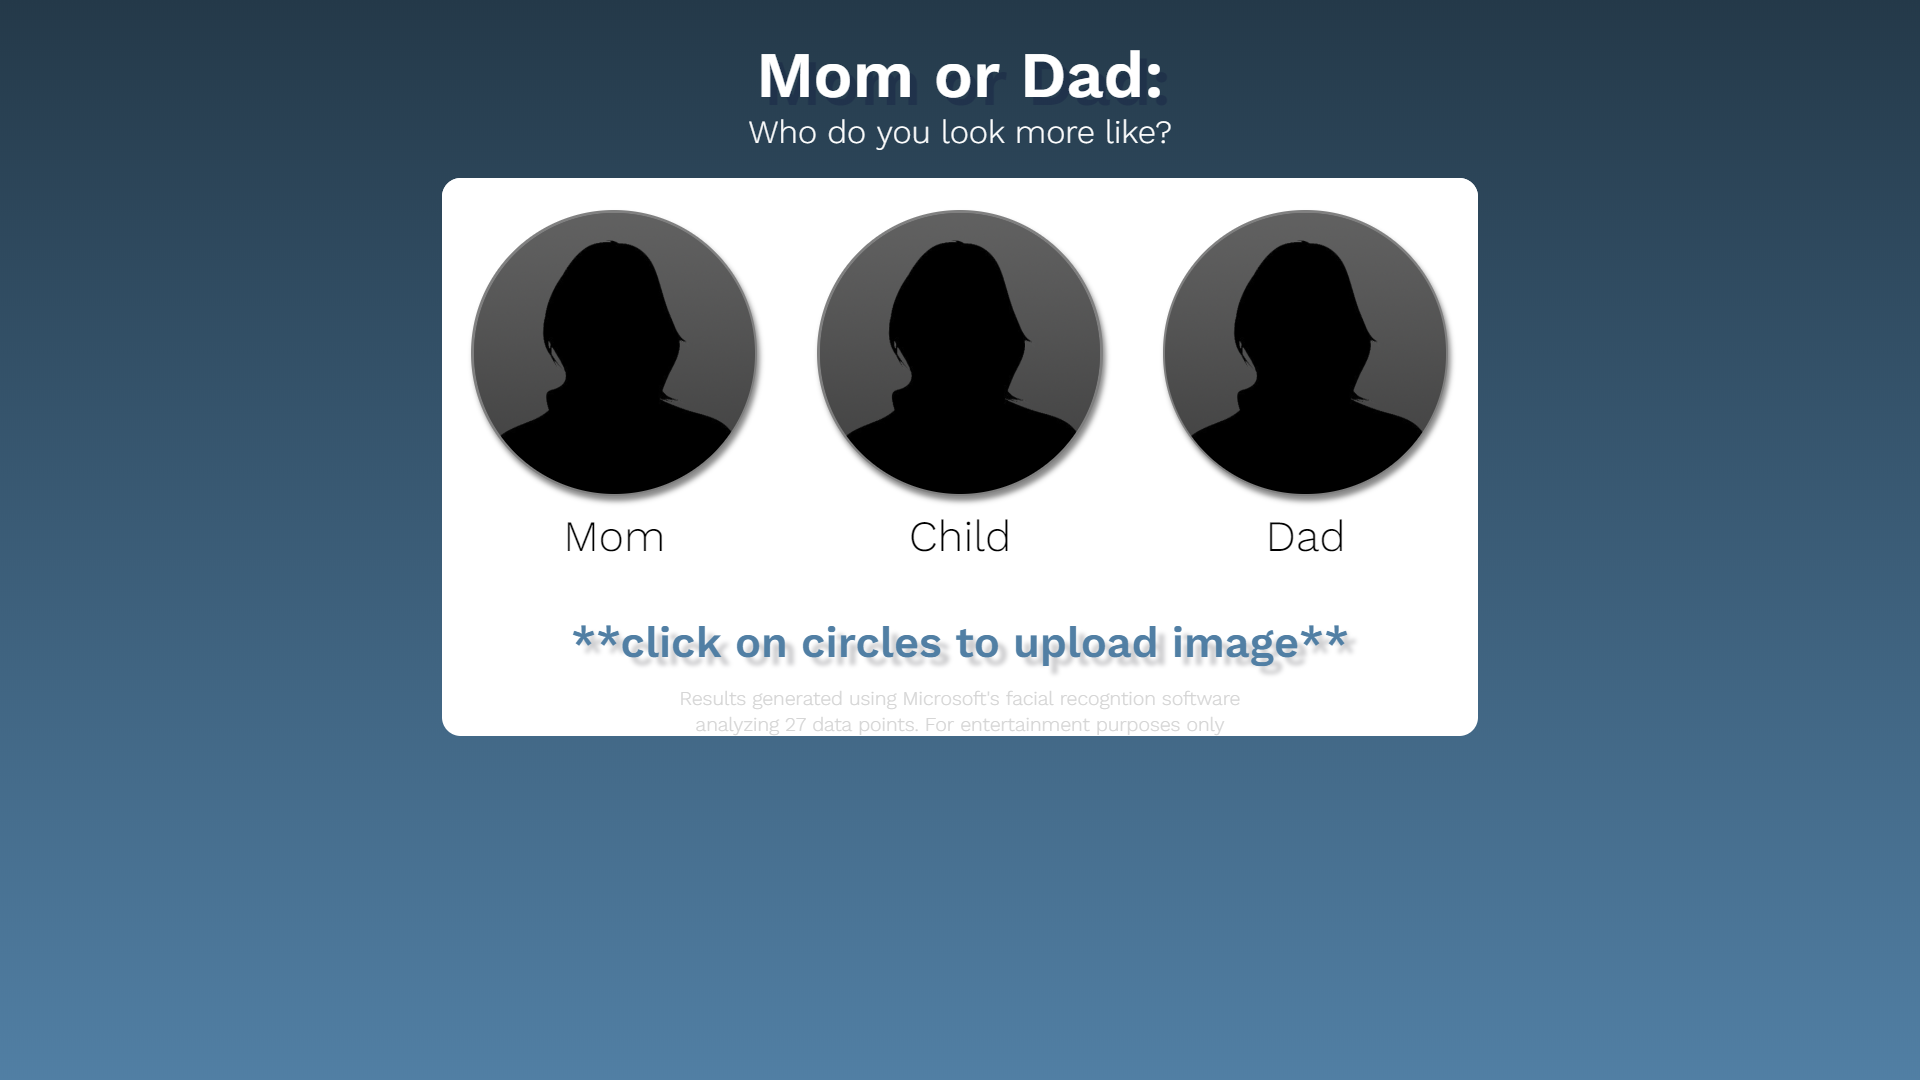 Mom or Dad:
Who do you look more like?
Mom
Child
Dad
**click on circles to upload image**
Results generated using Microsoft's facial recogntion software
analyzing 27 data points. For entertainment purposes only